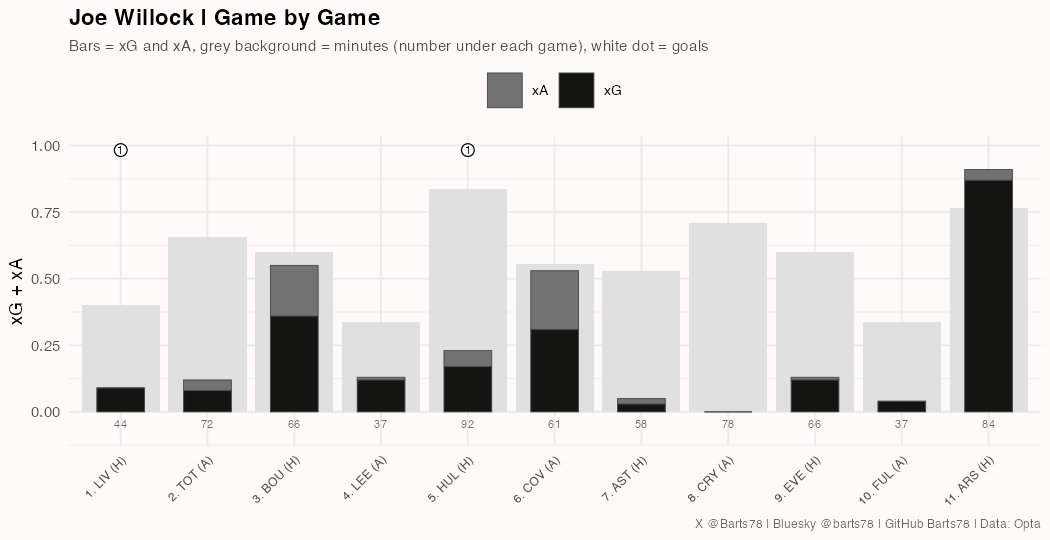 Joe Willock | Game by Game
Bars = xG and xA, grey background = minutes (number under each game), white dot = goals
xA xG
1.00
0.75
0.50
0.25
0.00
xG + xA
1 1
44 72 66 37 92 61 58 78 66 37 84
1. LIV (H) 2. TOT (A) 3. BOU (H) 4. LEE (A) 5. HUL (H) 6. COV (A) 7. AST (H) 8. CRY (A) 9. EVE (H) 10. FUL (A) 11. ARS (H)
X @Barts78 | Bluesky @barts78 | GitHub Barts78 | Data: Opta